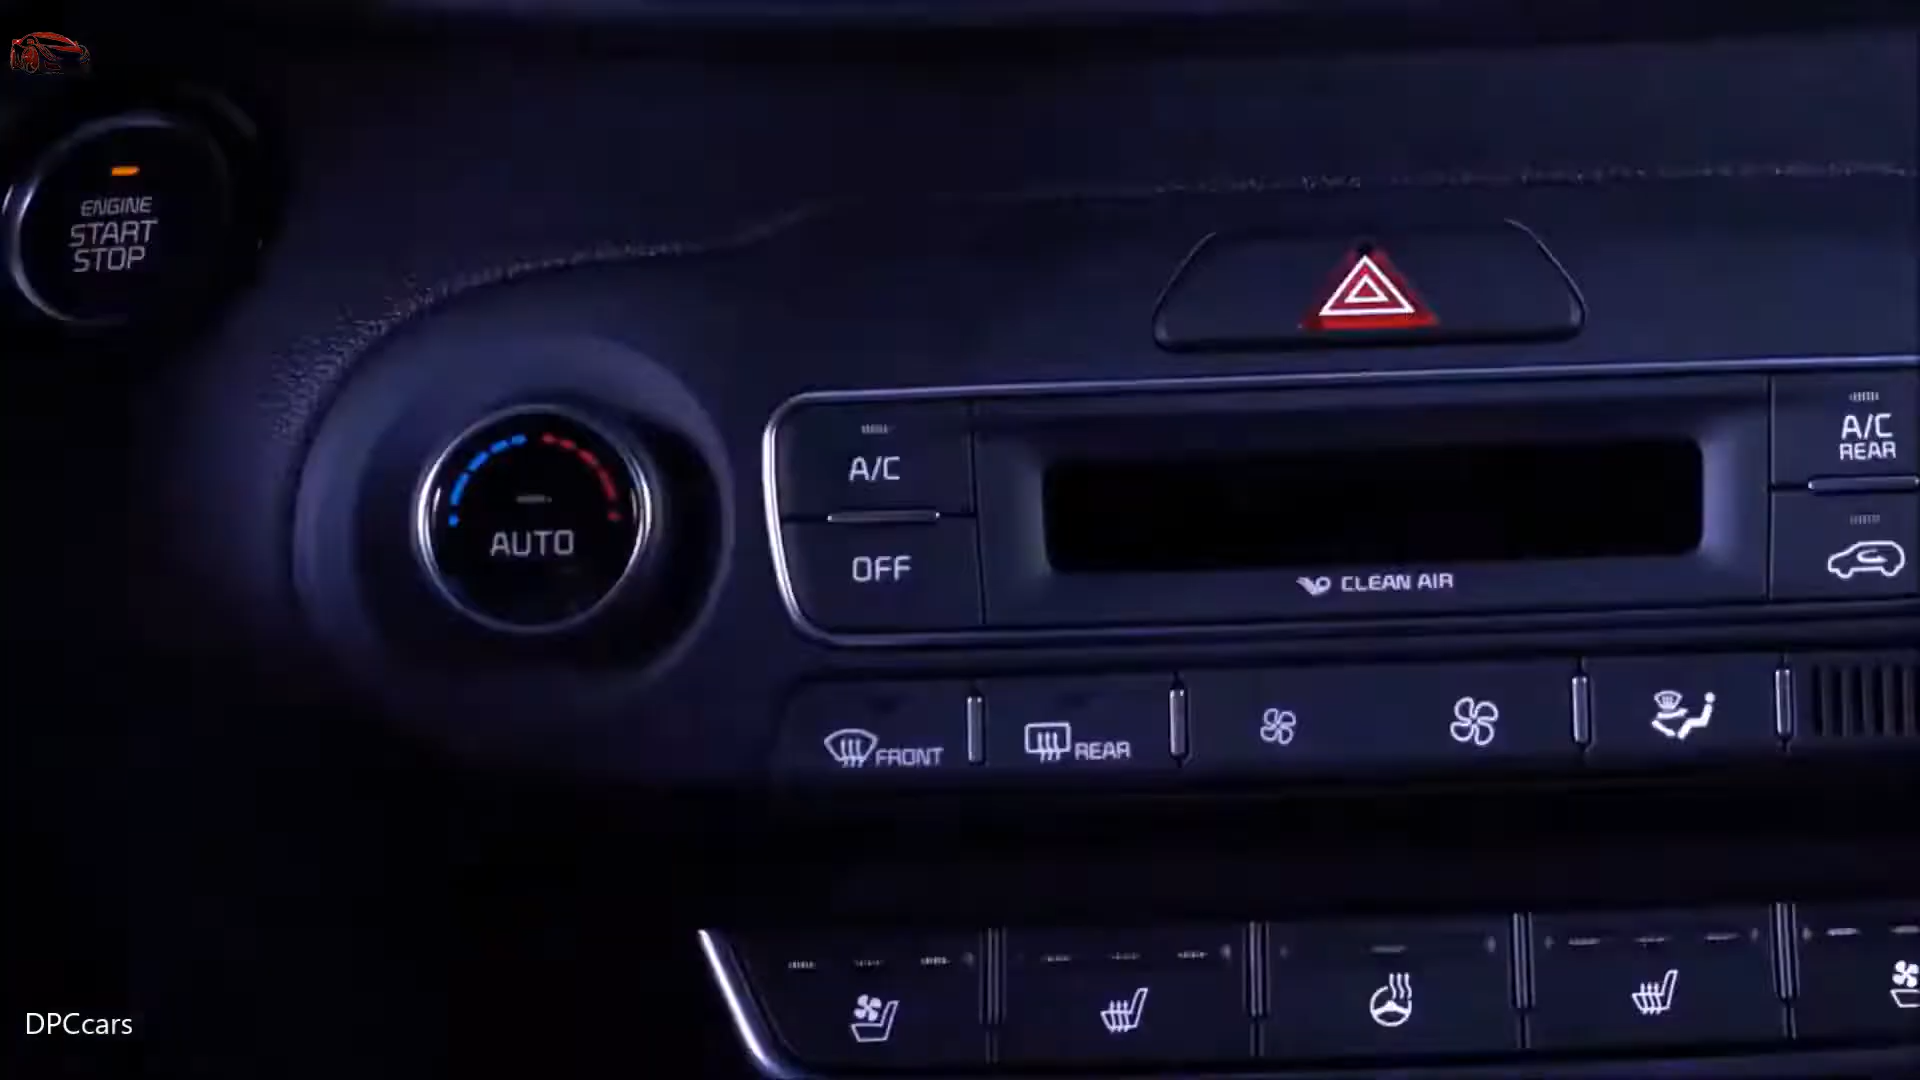 ENGINE
START
STOP
AUTO
A/C
OFF
CLEAN AIR
A/C
REAR
FRONT
REAR
DPCcars